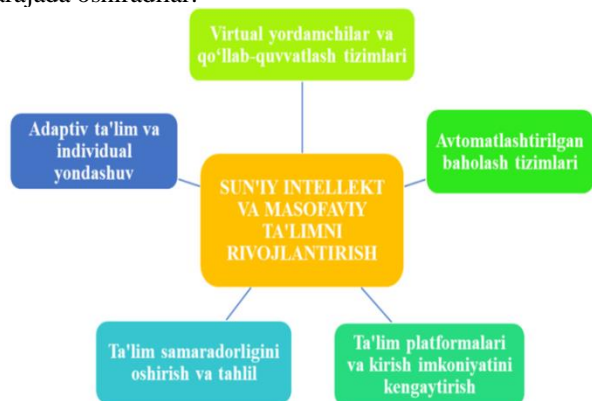 oshiradilar.
Virtual yordamchilar va
qo‘llab-quvvatlash tizimlari
Adaptiv ta'lim va
individual
yondashuv
Avtomatlashtirilgan
baholash tizimlari
SUN'IY INTELLEKT
VA MASOFAVIY
TA'LIMNI
RIVOJLANTIRISH
Ta'lim samaradorligini
oshirish va tahlil
Ta'lim platformalari
va kirish imkoniyatini
kengaytirish